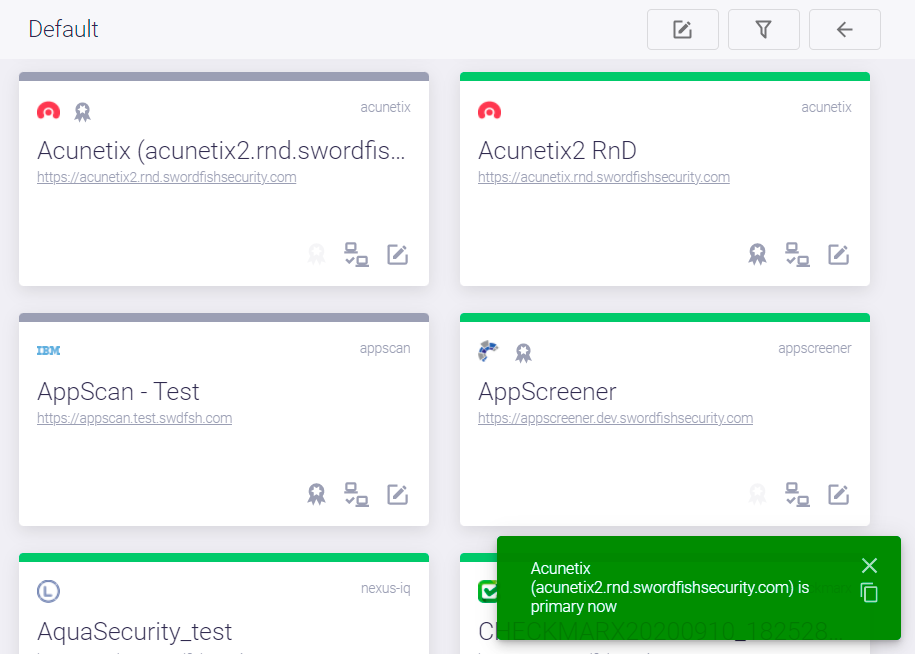 Default
acunetix
Acunetix (acunetix2.rnd.swordfis...
https://acunetix2.rnd.swordfishsecurity.com
acunetix
Acunetix2 RnD
https://acunetix.rnd.swordfishsecurity.com
IBM
appscan
AppScan - Test
https://appscan.test.swdfsh.com
appscreener
AppScreener
https://appscreener.dev.swordfishsecurity.com
L
nexus-iq
AquaSecurity_test
CHECKMARX20200910_182528...
Acunetix
(acunetix2.rnd.swordfishsecurity.com) is
primary now